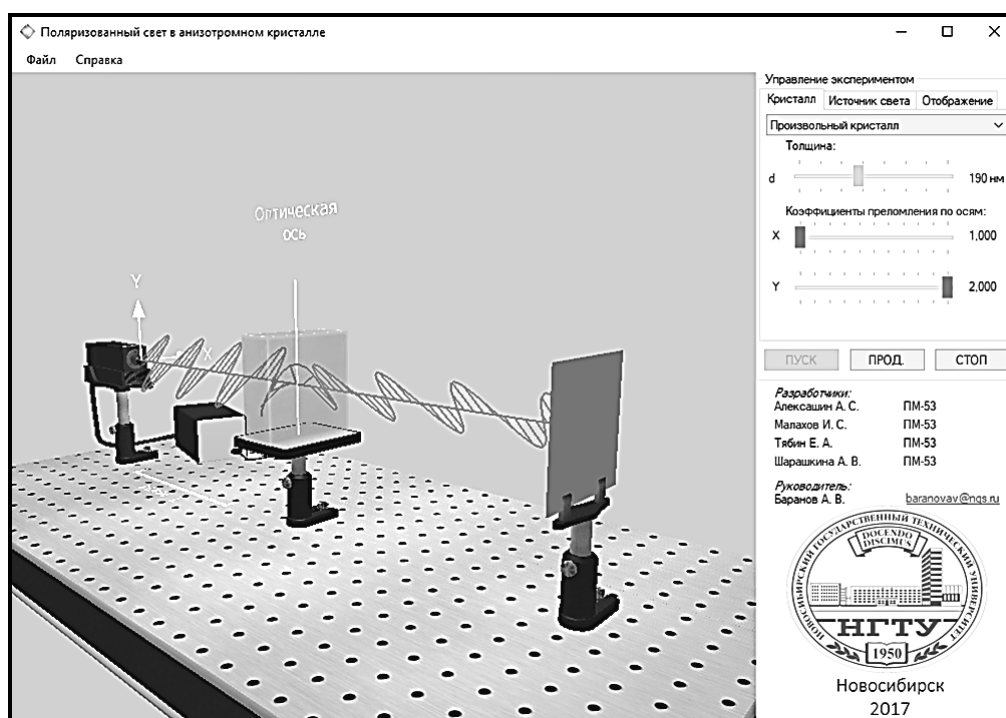 Поляризованный свет в анизотромном кристалле
Файл Справка
Управление экспериментом
Кристалл Источник света Отображение
Произвольный кристалл
Толщина:
d 190 нм
Коэффициенты преломления по осям:
X 1,000
Y 2,000
ПУСК ПРОД. СТОП
Оптическая
ось
Y
X
Разработчики:
Алексашин А. С. ПМ-53
Малахов И. С. ПМ-53
Тябин Е. А. ПМ-53
Шарашкина А. В. ПМ-53
Руководитель:
Баранов А. В. baranovav@ngs.ru
НОВОСИБИРСКИЙ ГОСУДАРСТВЕННЫЙ ТЕХНИЧЕСКИЙ УНИВЕРСИТЕТ
DOCENDO
DISCIMUS
НГТУ
1950
Новосибирск
2017